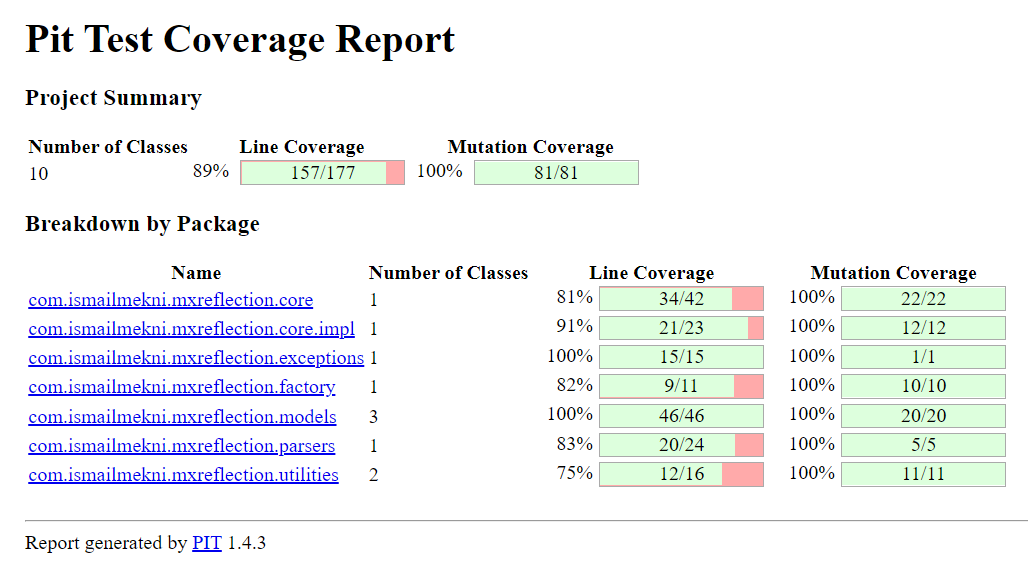 Pit Test Coverage Report
Project Summary
Number of Classes Line Coverage Mutation Coverage
10 89% 157/177 100% 81/81
Breakdown by Package
Name Number of Classes Line Coverage Mutation Coverage
com.ismailmekni.mxreflection.core 1 81% 34/42 100% 22/22
com.ismailmekni.mxreflection.core.impl 1 91% 21/23 100% 12/12
com.ismailmekni.mxreflection.exceptions 1 100% 15/15 100% 1/1
com.ismailmekni.mxreflection.factory 1 82% 9/11 100% 10/10
com.ismailmekni.mxreflection.models 3 100% 46/46 100% 20/20
com.ismailmekni.mxreflection.parsers 1 83% 20/24 100% 5/5
com.ismailmekni.mxreflection.utilities 2 75% 12/16 100% 11/11
Report generated by PIT 1.4.3